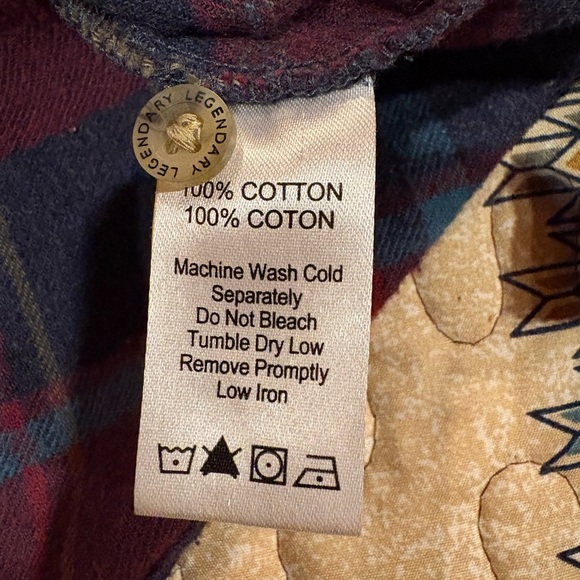 LEGENDARY LEGENDARY
100% COTTON
100% COTON
Machine Wash Cold
Separately
Do Not Bleach
Tumble Dry Low
Remove Promptly
Low Iron